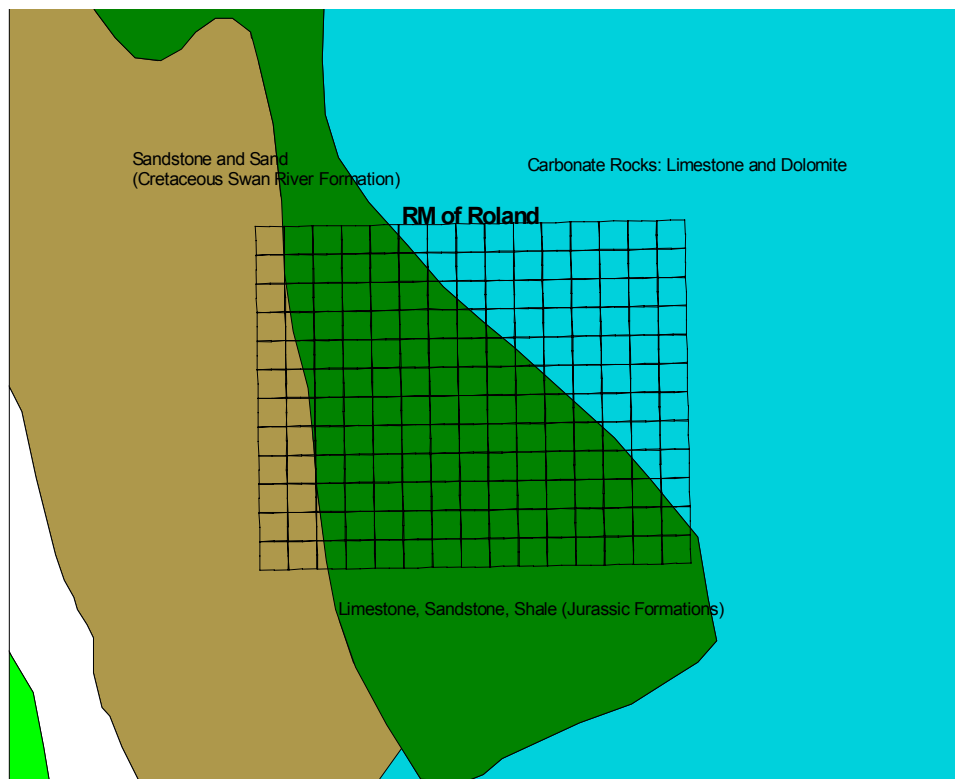 Sandstone and Sand
(Cretaceous Swan River Formation)
Carbonate Rocks: Limestone and Dolomite
RM of Roland
Limestone, Sandstone, Shale (Jurassic Formations)